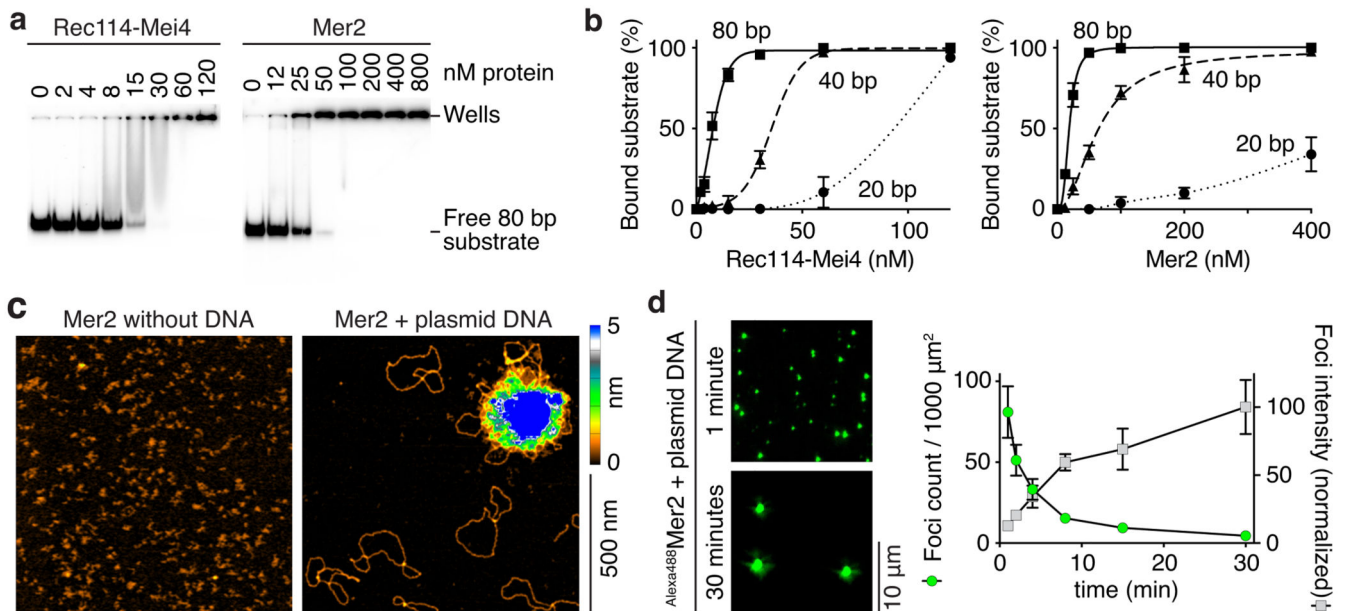 a
Rec114-Mei4
Mer2
0 2 4 8 15 30 60 120
0 12 25 50 100 200 400 800
nM protein
Wells
Free 80 bp
substrate
b
Bound substrate (%)
100
50
0
80 bp
40 bp
20 bp
0 50 100
Rec114-Mei4 (nM)
Bound substrate (%)
100
50
0
80 bp
40 bp
20 bp
0 200 400
Mer2 (nM)
c
Mer2 without DNA
Mer2 + plasmid DNA
5
nm
0
500 nm
d
Alexa488Mer2 + plasmid DNA
1 minute
30 minutes
10 µm
Foci count / 1000 µm²
100
50
0
0 10 20 30
time (min)
100
50
0
Foci intensity (normalized)